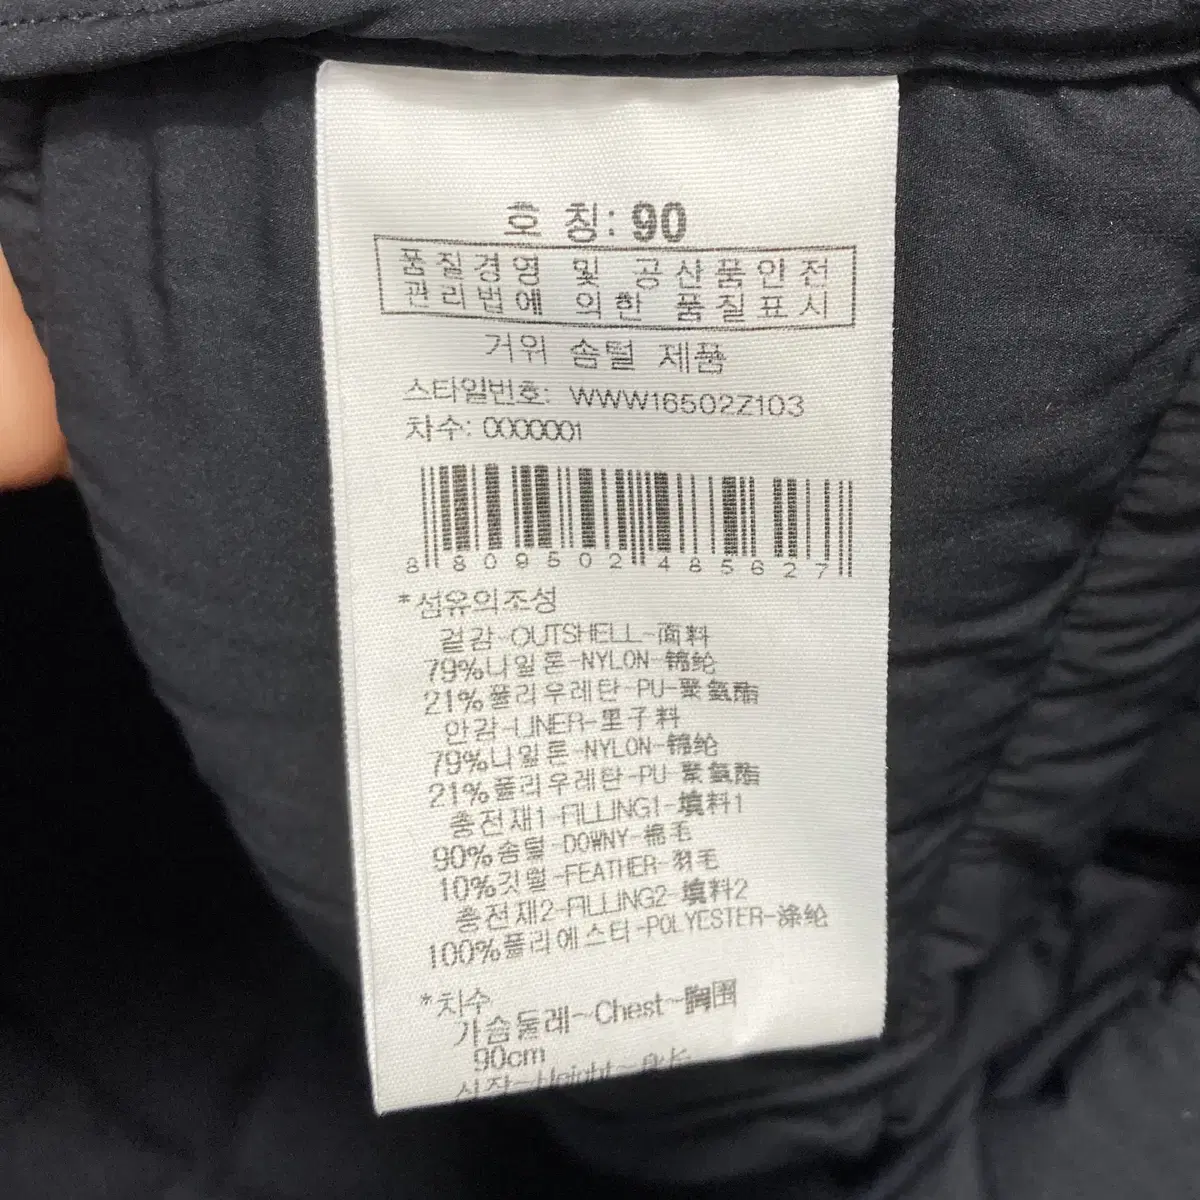 호 칭: 90
품질경영 및 공산품안전
관리법에 의한 품질표시
거위 솜털 제품
스타일번호: WWW16502Z103
차수: 0000001
8809502485627
*섬유의조성
겉감-OUTSHELL-面料
79%나일론-NYLON-锦纶
21%폴리우레탄-PU-聚氨酯
안감-LINER-里子料
79%나일론-NYLON-锦纶
21%폴리우레탄-PU-聚氨酯
충전재1-FILLING1-填料1
90%솜털-DOWNY-棉毛
10%깃털-FEATHER-羽毛
충전재2-FILLING2-填料2
100%폴리에스터-POLYESTER-涤纶
*치수
가슴둘레~Chest~胸围
90cm
신장~Height~身长